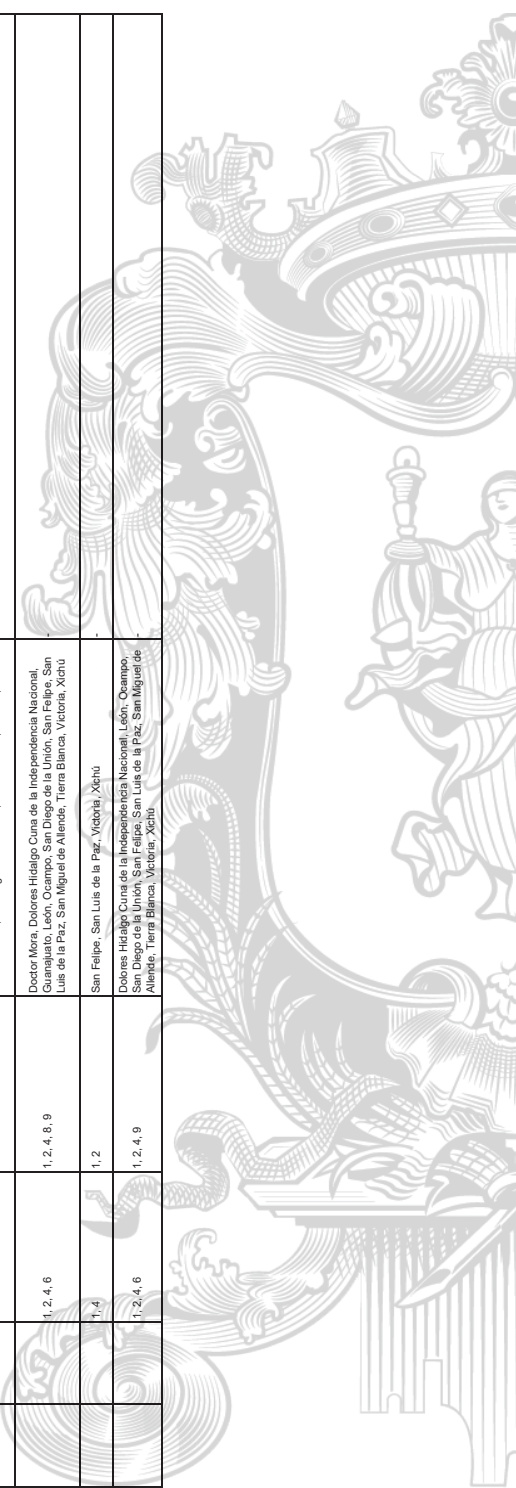 1, 2, 4, 6
1, 2, 4, 8, 9
Doctor Mora, Dolores Hidalgo Cuna de la Independencia Nacional,
Guanajuato, León, Ocampo, San Diego de la Unión, San Felipe, San
Luis de la Paz, San Miguel de Allende, Tierra Blanca, Victoria, Xichú
-
1, 4
1, 2
San Felipe, San Luis de la Paz, Victoria, Xichú
-
1, 2, 4, 6
1, 2, 4, 9
Dolores Hidalgo Cuna de la Independencia Nacional, León, Ocampo,
San Diego de la Unión, San Felipe, San Luis de la Paz, San Miguel de
Allende, Tierra Blanca, Victoria, Xichú
-